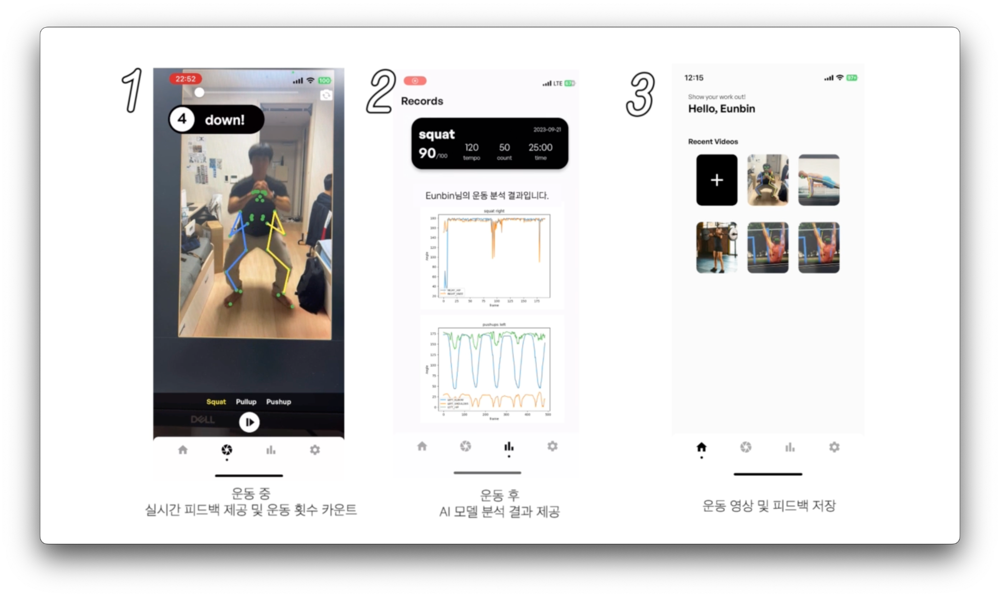 1
22:52
100
4 down!
Squat Pullup Pushup
DELL
운동 중
실시간 피드백 제공 및 운동 횟수 카운트
2
LTE 67
Records
squat
2023-09-21
90/100
120
tempo
50
count
25:00
time
Eunbin님의 운동 분석 결과입니다.
squat right
180
160
140
120
100
80
60
40
20
Angle
RIGHT_HIP
RIGHT_KNEE
0 25 50 75 100 125 150 175
frame
pushups left
175
150
125
100
75
50
25
0
Angle
LEFT_ELBOW
LEFT_SHOULDER
LEFT_HIP
0 100 200 300 400 500
frame
운동 후
AI 모델 분석 결과 제공
3
12:15
97
Show your work out!
Hello, Eunbin
Recent Videos
+
운동 영상 및 피드백 저장